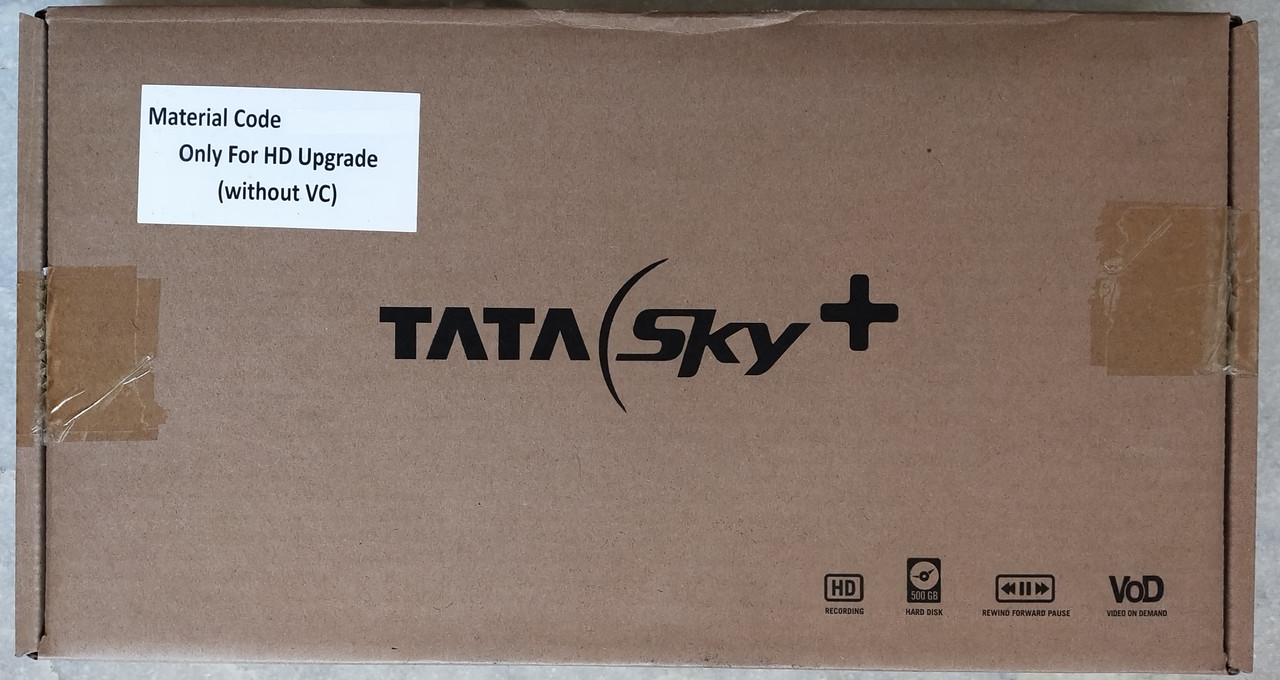 Material Code
Only For HD Upgrade
(without VC)
TATA Sky+
HD
RECORDING
500 GB
HARD DISK
REWIND FORWARD PAUSE
VoD
VIDEO ON DEMAND